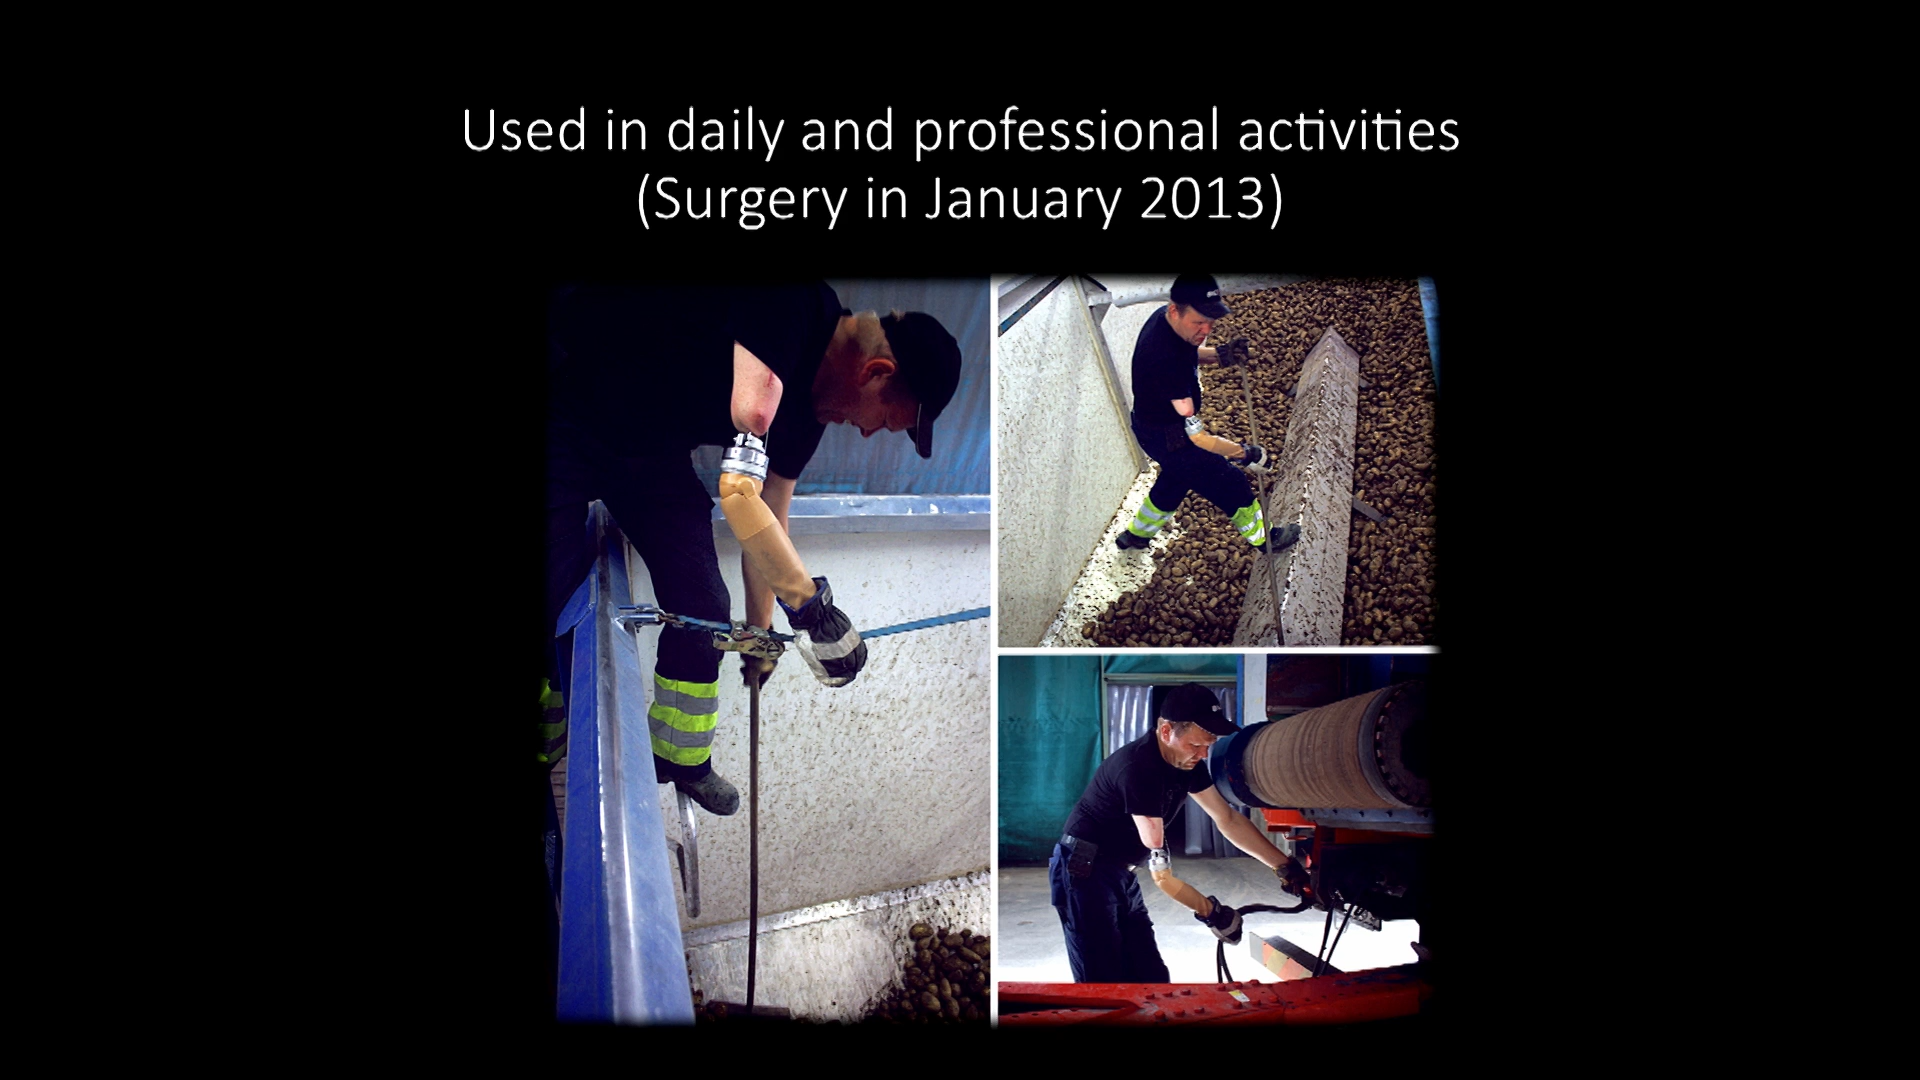 Used in daily and professional activities
(Surgery in January 2013)